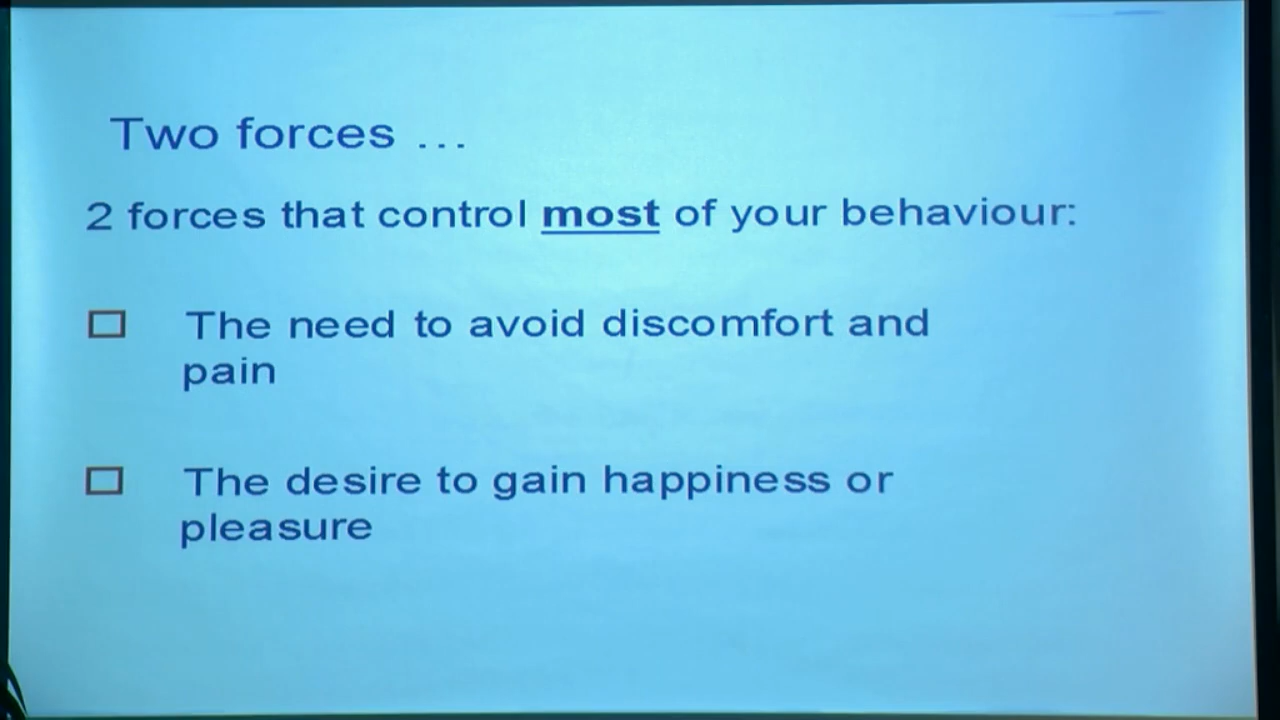 Two forces ...
2 forces that control most of your behaviour:
The need to avoid discomfort and
pain
The desire to gain happiness or
pleasure